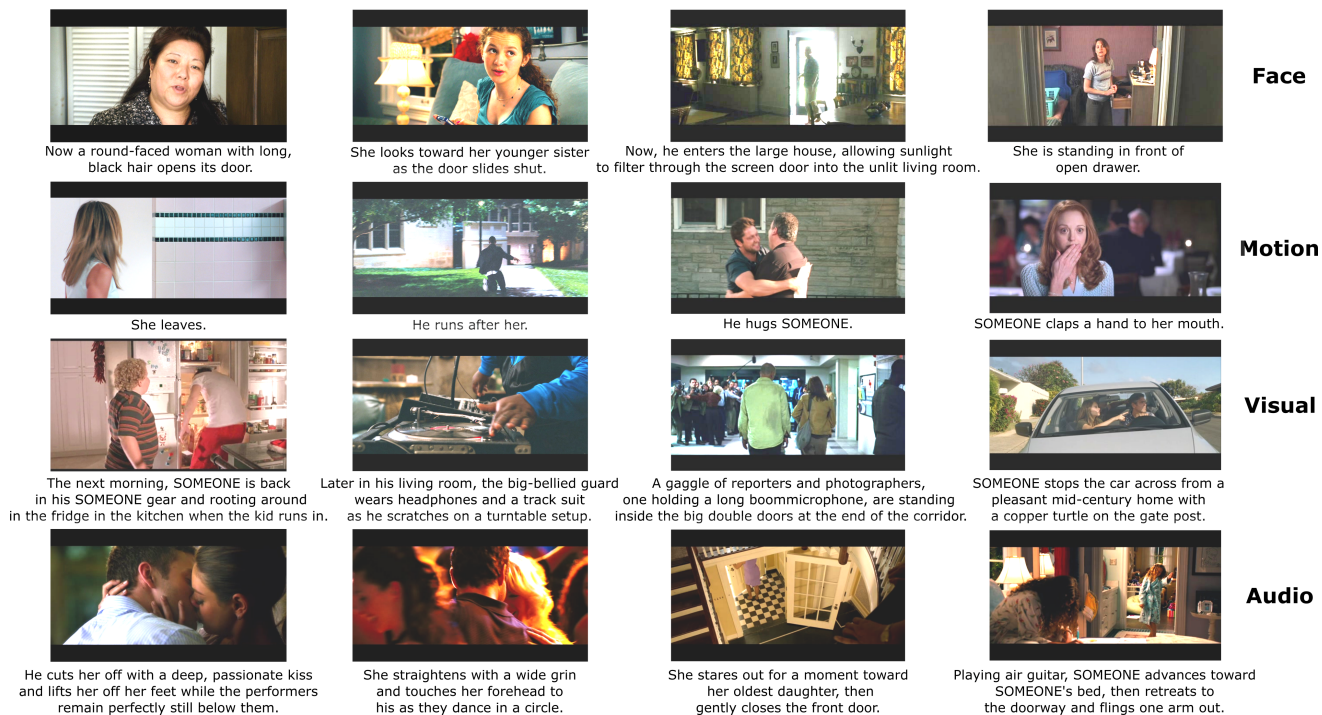 Now a round-faced woman with long,
black hair opens its door.
She looks toward her younger sister
as the door slides shut.
Now, he enters the large house, allowing sunlight
to filter through the screen door into the unlit living room.
She is standing in front of
open drawer.
Face
She leaves.
He runs after her.
He hugs SOMEONE.
SOMEONE claps a hand to her mouth.
Motion
The next morning, SOMEONE is back
in his SOMEONE gear and rooting around
in the fridge in the kitchen when the kid runs in.
Later in his living room, the big-bellied guard
wears headphones and a track suit
as he scratches on a turntable setup.
A gaggle of reporters and photographers,
one holding a long boommicrophone, are standing
inside the big double doors at the end of the corridor.
SOMEONE stops the car across from a
pleasant mid-century home with
a copper turtle on the gate post.
Visual
He cuts her off with a deep, passionate kiss
and lifts her off her feet while the performers
remain perfectly still below them.
She straightens with a wide grin
and touches her forehead to
his as they dance in a circle.
She stares out for a moment toward
her oldest daughter, then
gently closes the front door.
Playing air guitar, SOMEONE advances toward
SOMEONE's bed, then retreats to
the doorway and flings one arm out.
Audio